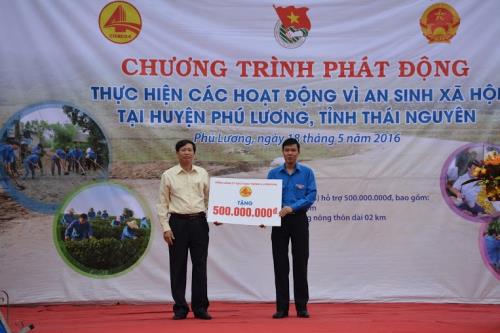 CHƯƠNG TRÌNH PHÁT ĐỘNG
THỰC HIỆN CÁC HOẠT ĐỘNG VÌ AN SINH XÃ HỘI
TẠI HUYỆN PHÚ LƯƠNG, TỈNH THÁI NGUYÊN
Phú Lương, ngày 18 tháng 5 năm 2016
TẶNG
500.000.000đ
hỗ trợ 500.000.000đ, bao gồm:
nông thôn dài 02 km